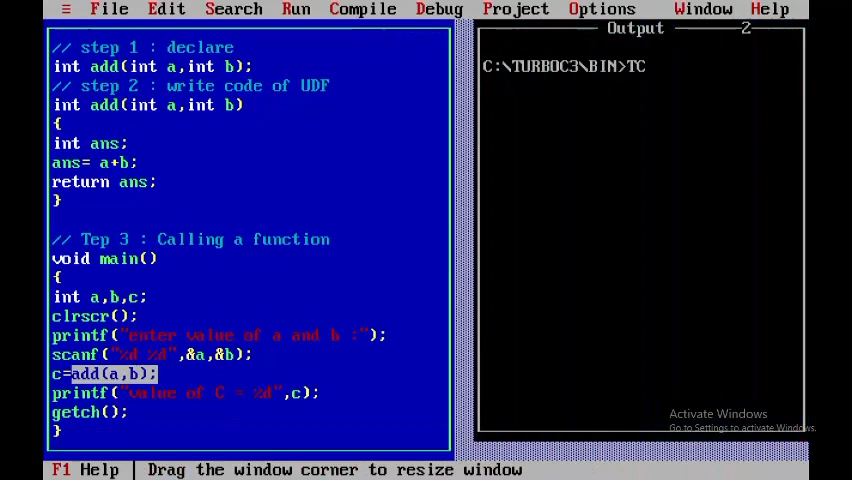 ≡ File Edit Search Run Compile Debug Project Options Window Help
// step 1 : declare
int add(int a,int b);
// step 2 : write code of UDF
int add(int a,int b)
{
int ans;
ans= a+b;
return ans;
}
// Tep 3 : Calling a function
void main()
{
int a,b,c;
clrscr();
printf("enter value of a and b :");
scanf("%d %d",&a,&b);
c=add(a,b);
printf("value of C = %d",c);
getch();
}
Output 2
C:\TURBOC3\BIN>TC
Activate Windows
Go to Settings to activate Windows.
F1 Help | Drag the window corner to resize window